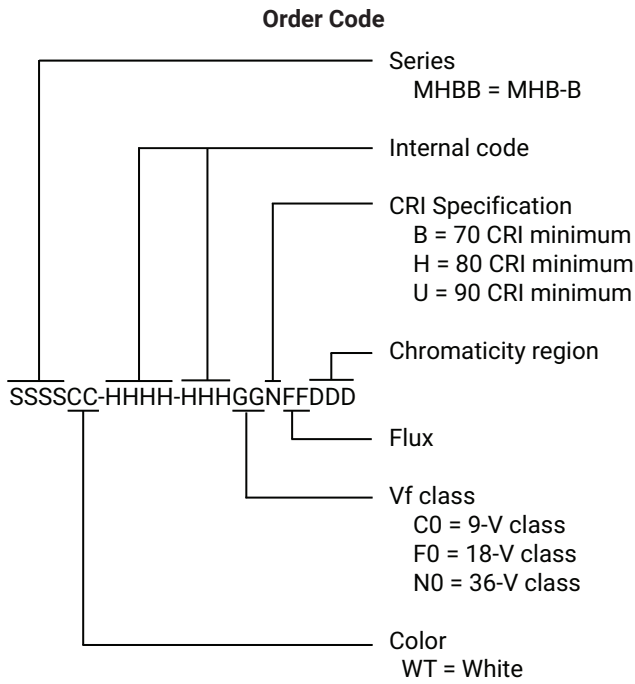 Order Code
Series
MHBB = MHB-B
Internal code
CRI Specification
B = 70 CRI minimum
H = 80 CRI minimum
U = 90 CRI minimum
Chromaticity region
SSSSCC-HHHH-HHHGGNFFDDD
Flux
Vf class
C0 = 9-V class
F0 = 18-V class
N0 = 36-V class
Color
WT = White